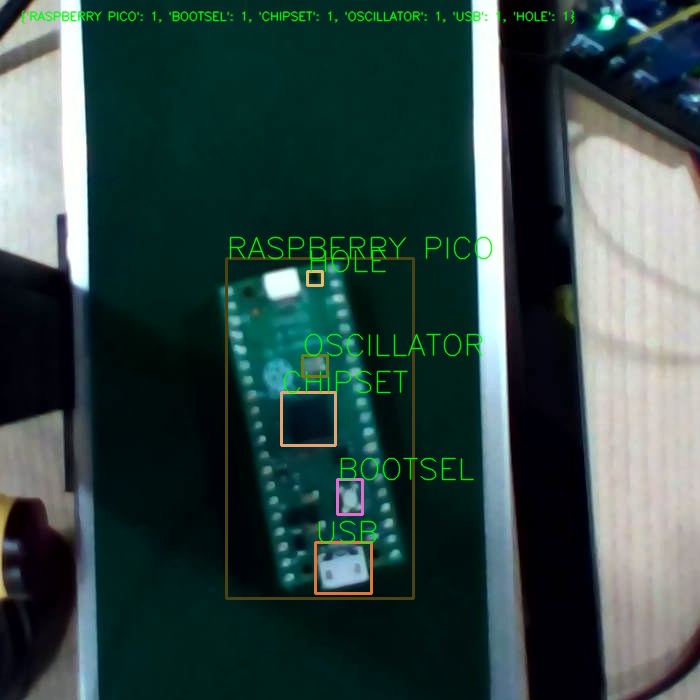 {'RASPBERRY PICO': 1, 'BOOTSEL': 1, 'CHIPSET': 1, 'OSCILLATOR': 1, 'USB': 1, 'HOLE': 1}
RASPBERRY PICO
HOLE
OSCILLATOR
CHIPSET
BOOTSEL
USB